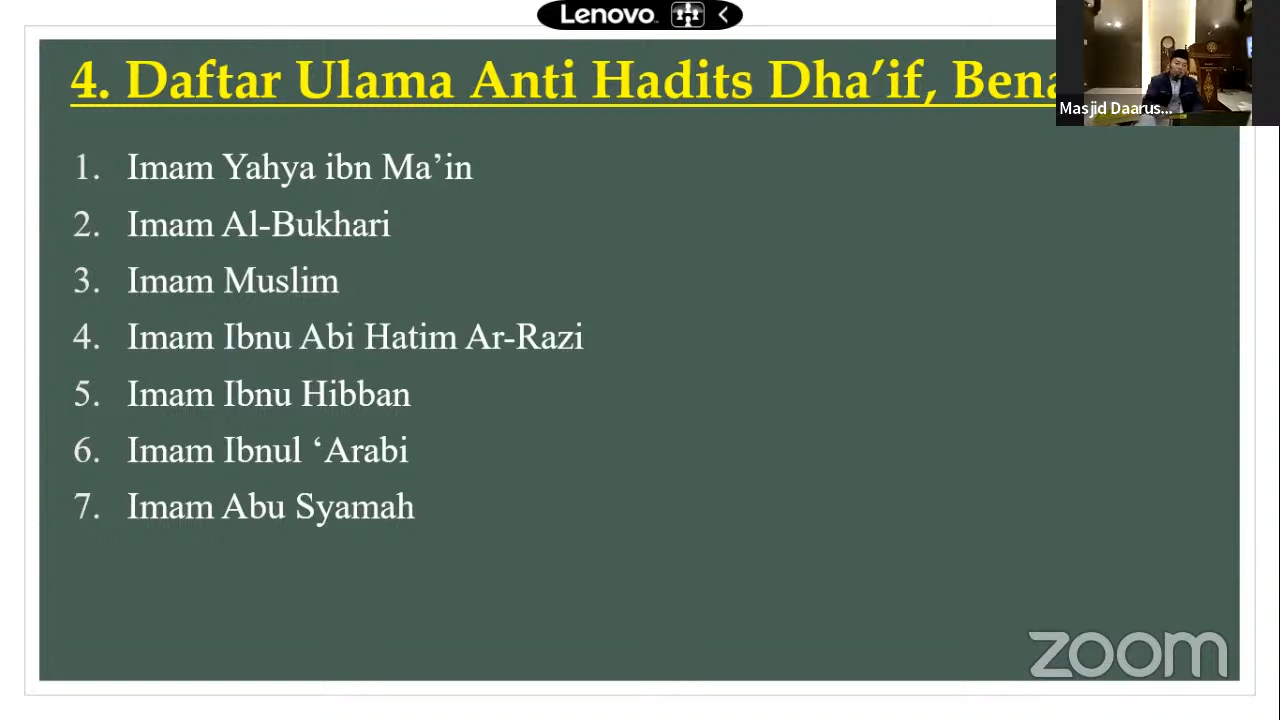 Lenovo
4. Daftar Ulama Anti Hadits Dha’if,
Masjid Daarus...
1. Imam Yahya ibn Ma’in
2. Imam Al-Bukhari
3. Imam Muslim
4. Imam Ibnu Abi Hatim Ar-Razi
5. Imam Ibnu Hibban
6. Imam Ibnul ‘Arabi
7. Imam Abu Syamah
zoom